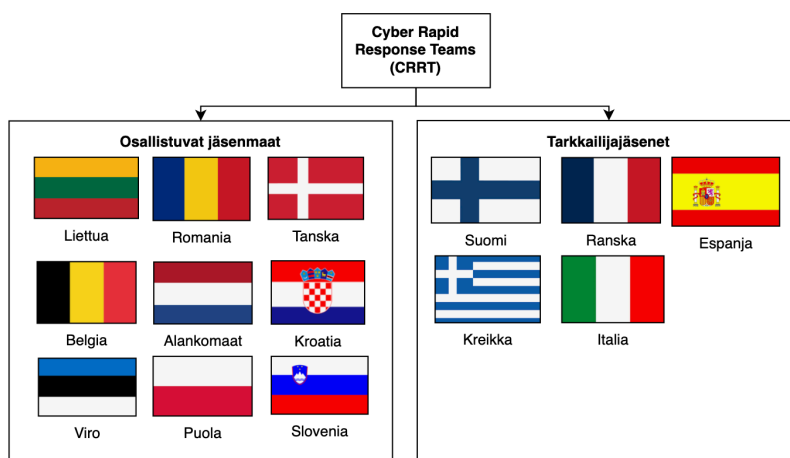 Cyber Rapid
Response Teams
(CRRT)
Osallistuvat jäsenmaat
Liettua
Romania
Tanska
Belgia
Alankomaat
Kroatia
Viro
Puola
Slovenia
Tarkkailijajäsenet
Suomi
Ranska
Espanja
Kreikka
Italia